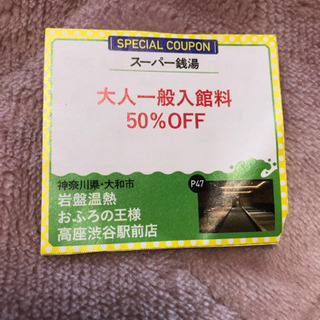 SPECIAL COUPON
スーパー銭湯
大人一般入館料
50%OFF
神奈川県・大和市
岩盤温熱
おふろの王様
高座渋谷駅前店
P47